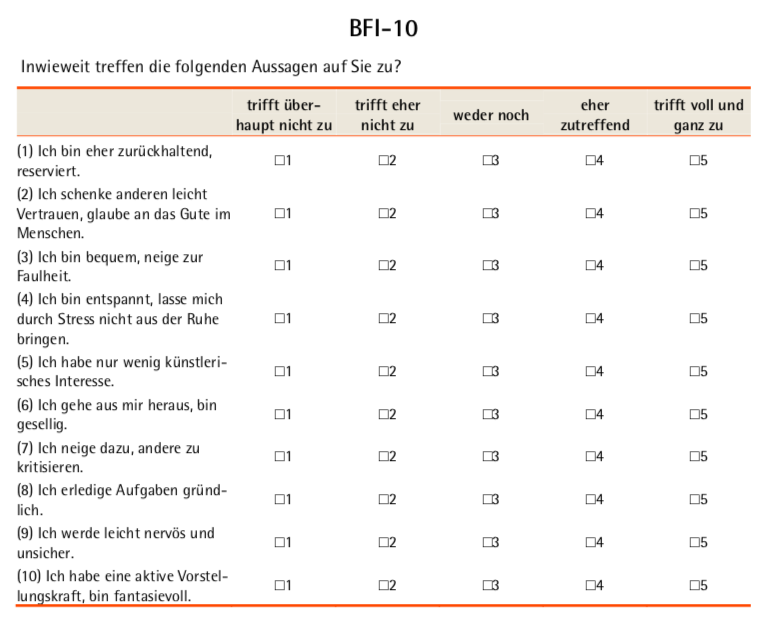 BFI-10
Inwieweit treffen die folgenden Aussagen auf Sie zu?
trifft über- trifft eher weder noch eher trifft voll und
haupt nicht zu nicht zu zutreffend ganz zu
(1) Ich bin eher zurückhaltend,
reserviert.
☐1 ☐2 ☐3 ☐4 ☐5
(2) Ich schenke anderen leicht
Vertrauen, glaube an das Gute im
Menschen.
☐1 ☐2 ☐3 ☐4 ☐5
(3) Ich bin bequem, neige zur
Faulheit.
☐1 ☐2 ☐3 ☐4 ☐5
(4) Ich bin entspannt, lasse mich
durch Stress nicht aus der Ruhe
bringen.
☐1 ☐2 ☐3 ☐4 ☐5
(5) Ich habe nur wenig künstleri-
sches Interesse.
☐1 ☐2 ☐3 ☐4 ☐5
(6) Ich gehe aus mir heraus, bin
gesellig.
☐1 ☐2 ☐3 ☐4 ☐5
(7) Ich neige dazu, andere zu
kritisieren.
☐1 ☐2 ☐3 ☐4 ☐5
(8) Ich erledige Aufgaben gründ-
lich.
☐1 ☐2 ☐3 ☐4 ☐5
(9) Ich werde leicht nervös und
unsicher.
☐1 ☐2 ☐3 ☐4 ☐5
(10) Ich habe eine aktive Vorstel-
lungskraft, bin fantasievoll.
☐1 ☐2 ☐3 ☐4 ☐5